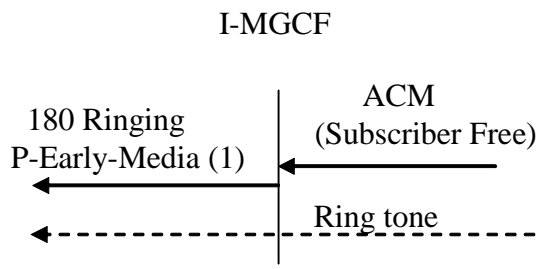 I-MGCF
ACM
(Subscriber Free)
180 Ringing
P-Early-Media (1)
Ring tone